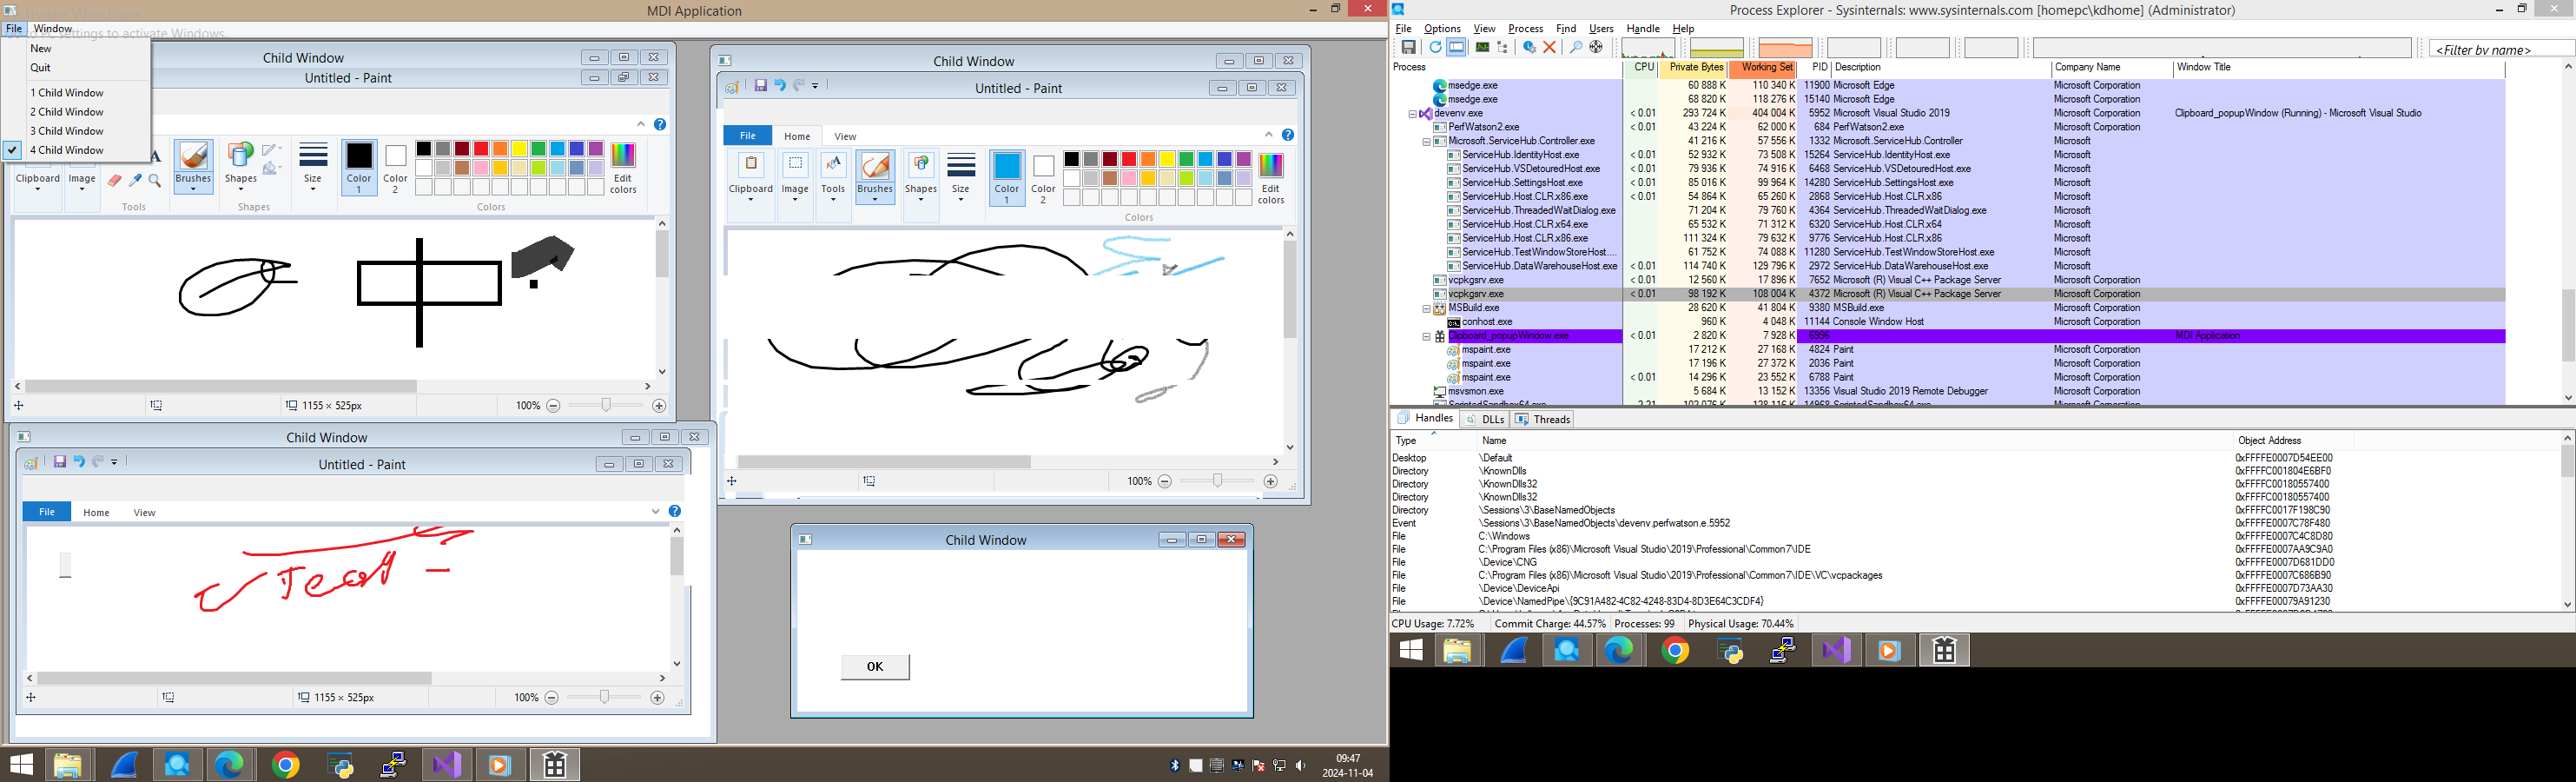 Activate Windows
MDI Application
File Window
Go to PC settings to activate Windows.
New
Quit
1 Child Window
2 Child Window
3 Child Window
4 Child Window
Child Window
Untitled - Paint
Clipboard Image Tools Brushes Shapes Shapes Size Color 1 Color 2 Edit colors Colors
1155 × 525px 100%
Child Window
Untitled - Paint
File Home View
Clipboard Image Tools Brushes Shapes Size Color 1 Color 2 Edit colors
Colors
100%
Child Window
Untitled - Paint
File Home View
1155 × 525px 100%
Child Window
OK
09:47
2024-11-04
Process Explorer - Sysinternals: www.sysinternals.com [homepc\kdhome] (Administrator)
File Options View Process Find Users Handle Help
<Filter by name>
Process CPU Private Bytes Working Set PID Description Company Name Window Title
msedge.exe 60 888 K 110 340 K 11900 Microsoft Edge Microsoft Corporation
msedge.exe 68 820 K 118 276 K 15140 Microsoft Edge Microsoft Corporation
devenv.exe < 0.01 293 724 K 404 004 K 5952 Microsoft Visual Studio 2019 Microsoft Corporation Clipboard_popupWindow (Running) - Microsoft Visual Studio
PerfWatson2.exe < 0.01 43 224 K 62 000 K 684 PerfWatson2.exe Microsoft Corporation
Microsoft.ServiceHub.Controller.exe 41 216 K 57 556 K 1332 Microsoft.ServiceHub.Controller Microsoft
ServiceHub.IdentityHost.exe < 0.01 52 932 K 73 508 K 15264 ServiceHub.IdentityHost.exe Microsoft
ServiceHub.VSDetouredHost.exe < 0.01 79 936 K 74 916 K 6468 ServiceHub.VSDetouredHost.exe Microsoft
ServiceHub.SettingsHost.exe < 0.01 85 016 K 99 964 K 14280 ServiceHub.SettingsHost.exe Microsoft
ServiceHub.Host.CLR.x86.exe < 0.01 54 864 K 65 260 K 2868 ServiceHub.Host.CLR.x86 Microsoft
ServiceHub.ThreadedWaitDialog.exe 71 204 K 79 760 K 4364 ServiceHub.ThreadedWaitDialog.exe Microsoft
ServiceHub.Host.CLR.x64.exe 65 532 K 71 312 K 6320 ServiceHub.Host.CLR.x64 Microsoft
ServiceHub.Host.CLR.x86.exe 111 324 K 79 632 K 9776 ServiceHub.Host.CLR.x86 Microsoft
ServiceHub.TestWindowStoreHost.... 61 752 K 74 088 K 11280 ServiceHub.TestWindowStoreHost.exe Microsoft
ServiceHub.DataWarehouseHost.exe < 0.01 114 740 K 129 796 K 2972 ServiceHub.DataWarehouseHost.exe Microsoft
vcpkgsrv.exe < 0.01 12 560 K 17 896 K 7652 Microsoft (R) Visual C++ Package Server Microsoft Corporation
vcpkgsrv.exe < 0.01 98 192 K 108 004 K 4372 Microsoft (R) Visual C++ Package Server Microsoft Corporation
MSBuild.exe 28 620 K 41 804 K 9380 MSBuild.exe Microsoft Corporation
conhost.exe 960 K 4 048 K 11144 Console Window Host Microsoft Corporation
Clipboard_popupWindow.exe < 0.01 2 820 K 7 928 K 6996 MDI Application
mspaint.exe 17 212 K 27 168 K 4824 Paint Microsoft Corporation
mspaint.exe 17 196 K 27 372 K 2036 Paint Microsoft Corporation
mspaint.exe < 0.01 14 296 K 23 552 K 6788 Paint Microsoft Corporation
msvsmon.exe 5 684 K 13 152 K 13356 Visual Studio 2019 Remote Debugger Microsoft Corporation
Handles DLLs Threads
Type Name Object Address
Desktop \Default 0xFFFFE0007D54EE00
Directory \KnownDlls 0xFFFFC001804E6BF0
Directory \KnownDlls32 0xFFFFC00180557400
Directory \KnownDlls32 0xFFFFC00180557400
Directory \Sessions\3\BaseNamedObjects 0xFFFFC0017F198C90
Event \Sessions\3\BaseNamedObjects\devenv.perfwatson.e.5952 0xFFFFE0007C78F480
File C:\Windows 0xFFFFE0007C4C8D80
File C:\Program Files (x86)\Microsoft Visual Studio\2019\Professional\Common7\IDE 0xFFFFE0007AA9C9A0
File \Device\CNG 0xFFFFE0007D681DD0
File C:\Program Files (x86)\Microsoft Visual Studio\2019\Professional\Common7\IDE\VC\vcpackages 0xFFFFE0007C686B90
File \Device\DeviceApi 0xFFFFE0007D73AA30
File \Device\NamedPipe\{9C91A482-4C82-4248-83D4-8D3E64C3CDF4} 0xFFFFE00079A91230
CPU Usage: 7.72% Commit Charge: 44.57% Processes: 99 Physical Usage: 70.44%